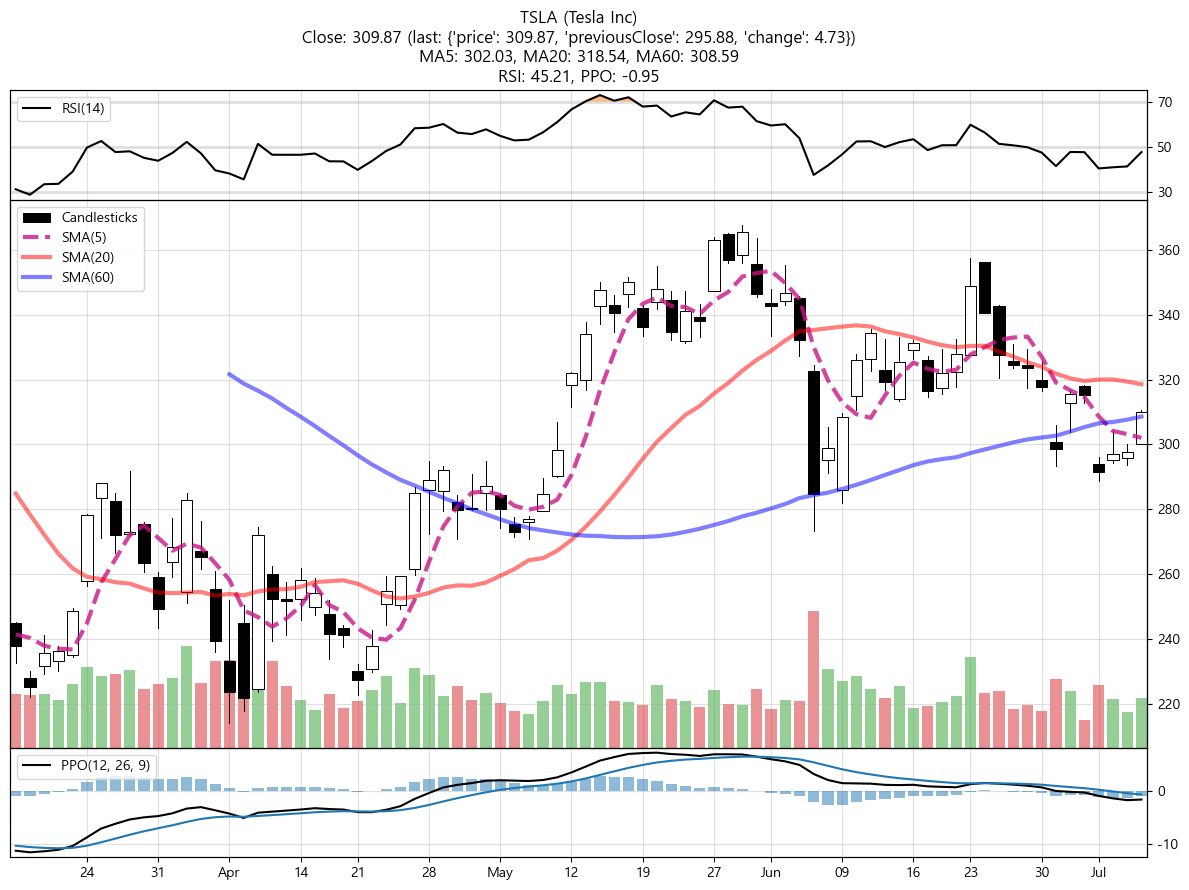 TSLA (Tesla Inc)
Close: 309.87 (last: {'price': 309.87, 'previousClose': 295.88, 'change': 4.73})
MA5: 302.03, MA20: 318.54, MA60: 308.59
RSI: 45.21, PPO: -0.95
RSI(14)
70
50
30
Candlesticks
SMA(5)
SMA(20)
SMA(60)
360
340
320
300
280
260
240
220
PPO(12, 26, 9)
0
-10
24 31 Apr 14 21 28 May 12 19 27 Jun 09 16 23 30 Jul